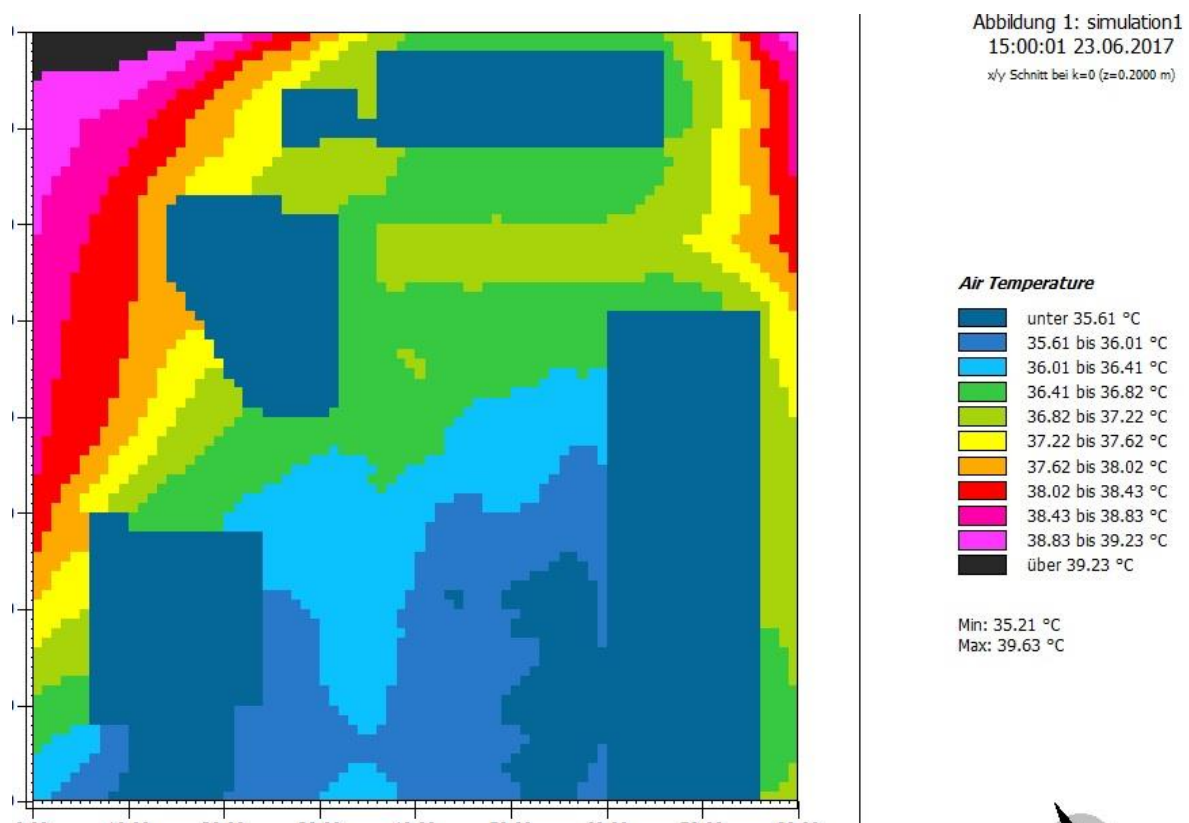 Abbildung 1: simulation1
15:00:01 23.06.2017
x/y Schnitt bei k=0 (z=0.2000 m)
Air Temperature
unter 35.61 °C
35.61 bis 36.01 °C
36.01 bis 36.41 °C
36.41 bis 36.82 °C
36.82 bis 37.22 °C
37.22 bis 37.62 °C
37.62 bis 38.02 °C
38.02 bis 38.43 °C
38.43 bis 38.83 °C
38.83 bis 39.23 °C
über 39.23 °C
Min: 35.21 °C
Max: 39.63 °C